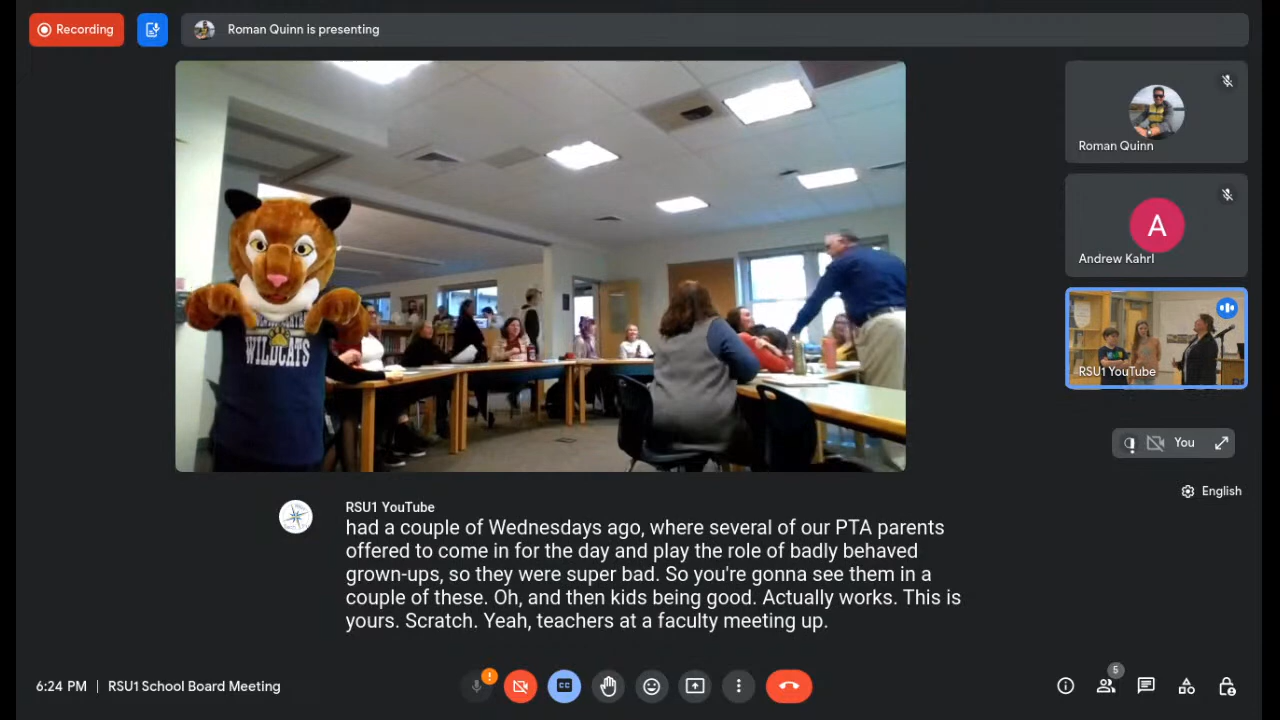 Recording
Roman Quinn is presenting
WILDCATS
Roman Quinn
A
Andrew Kahrl
RSU1 YouTube
You
English
RSU1 YouTube
had a couple of Wednesdays ago, where several of our PTA parents
offered to come in for the day and play the role of badly behaved
grown-ups, so they were super bad. So you're gonna see them in a
couple of these. Oh, and then kids being good. Actually works. This is
yours. Scratch. Yeah, teachers at a faculty meeting up.
6:24 PM | RSU1 School Board Meeting
CC
5